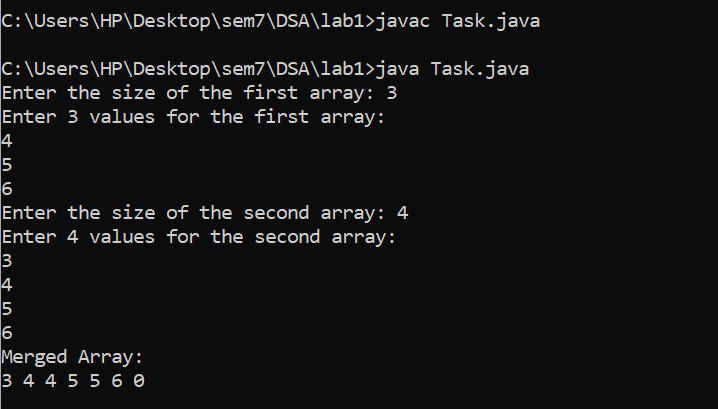 C:\Users\HP\Desktop\sem7\DSA\lab1>javac Task.java
C:\Users\HP\Desktop\sem7\DSA\lab1>java Task.java
Enter the size of the first array: 3
Enter 3 values for the first array:
4
5
6
Enter the size of the second array: 4
Enter 4 values for the second array:
3
4
5
6
Merged Array:
3 4 4 5 5 6 0